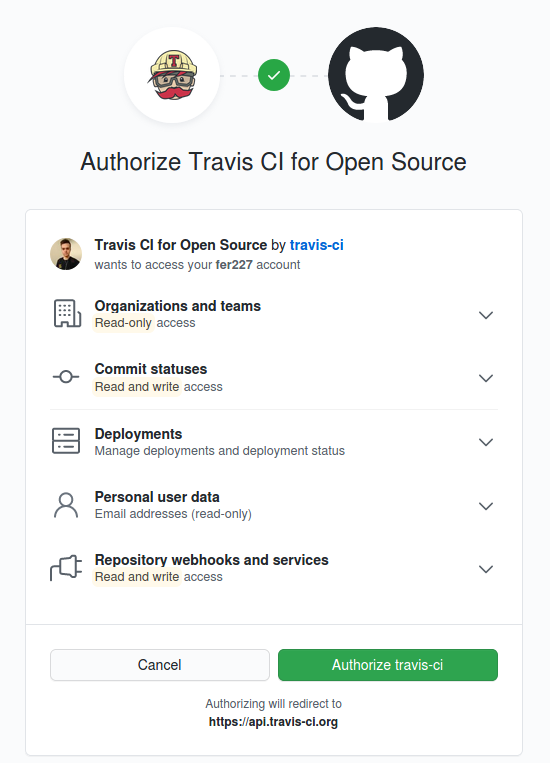 T
Authorize Travis CI for Open Source
Travis CI for Open Source by travis-ci
wants to access your fer227 account
Organizations and teams
Read-only access
Commit statuses
Read and write access
Deployments
Manage deployments and deployment status
Personal user data
Email addresses (read-only)
Repository webhooks and services
Read and write access
Cancel
Authorize travis-ci
Authorizing will redirect to
https://api.travis-ci.org